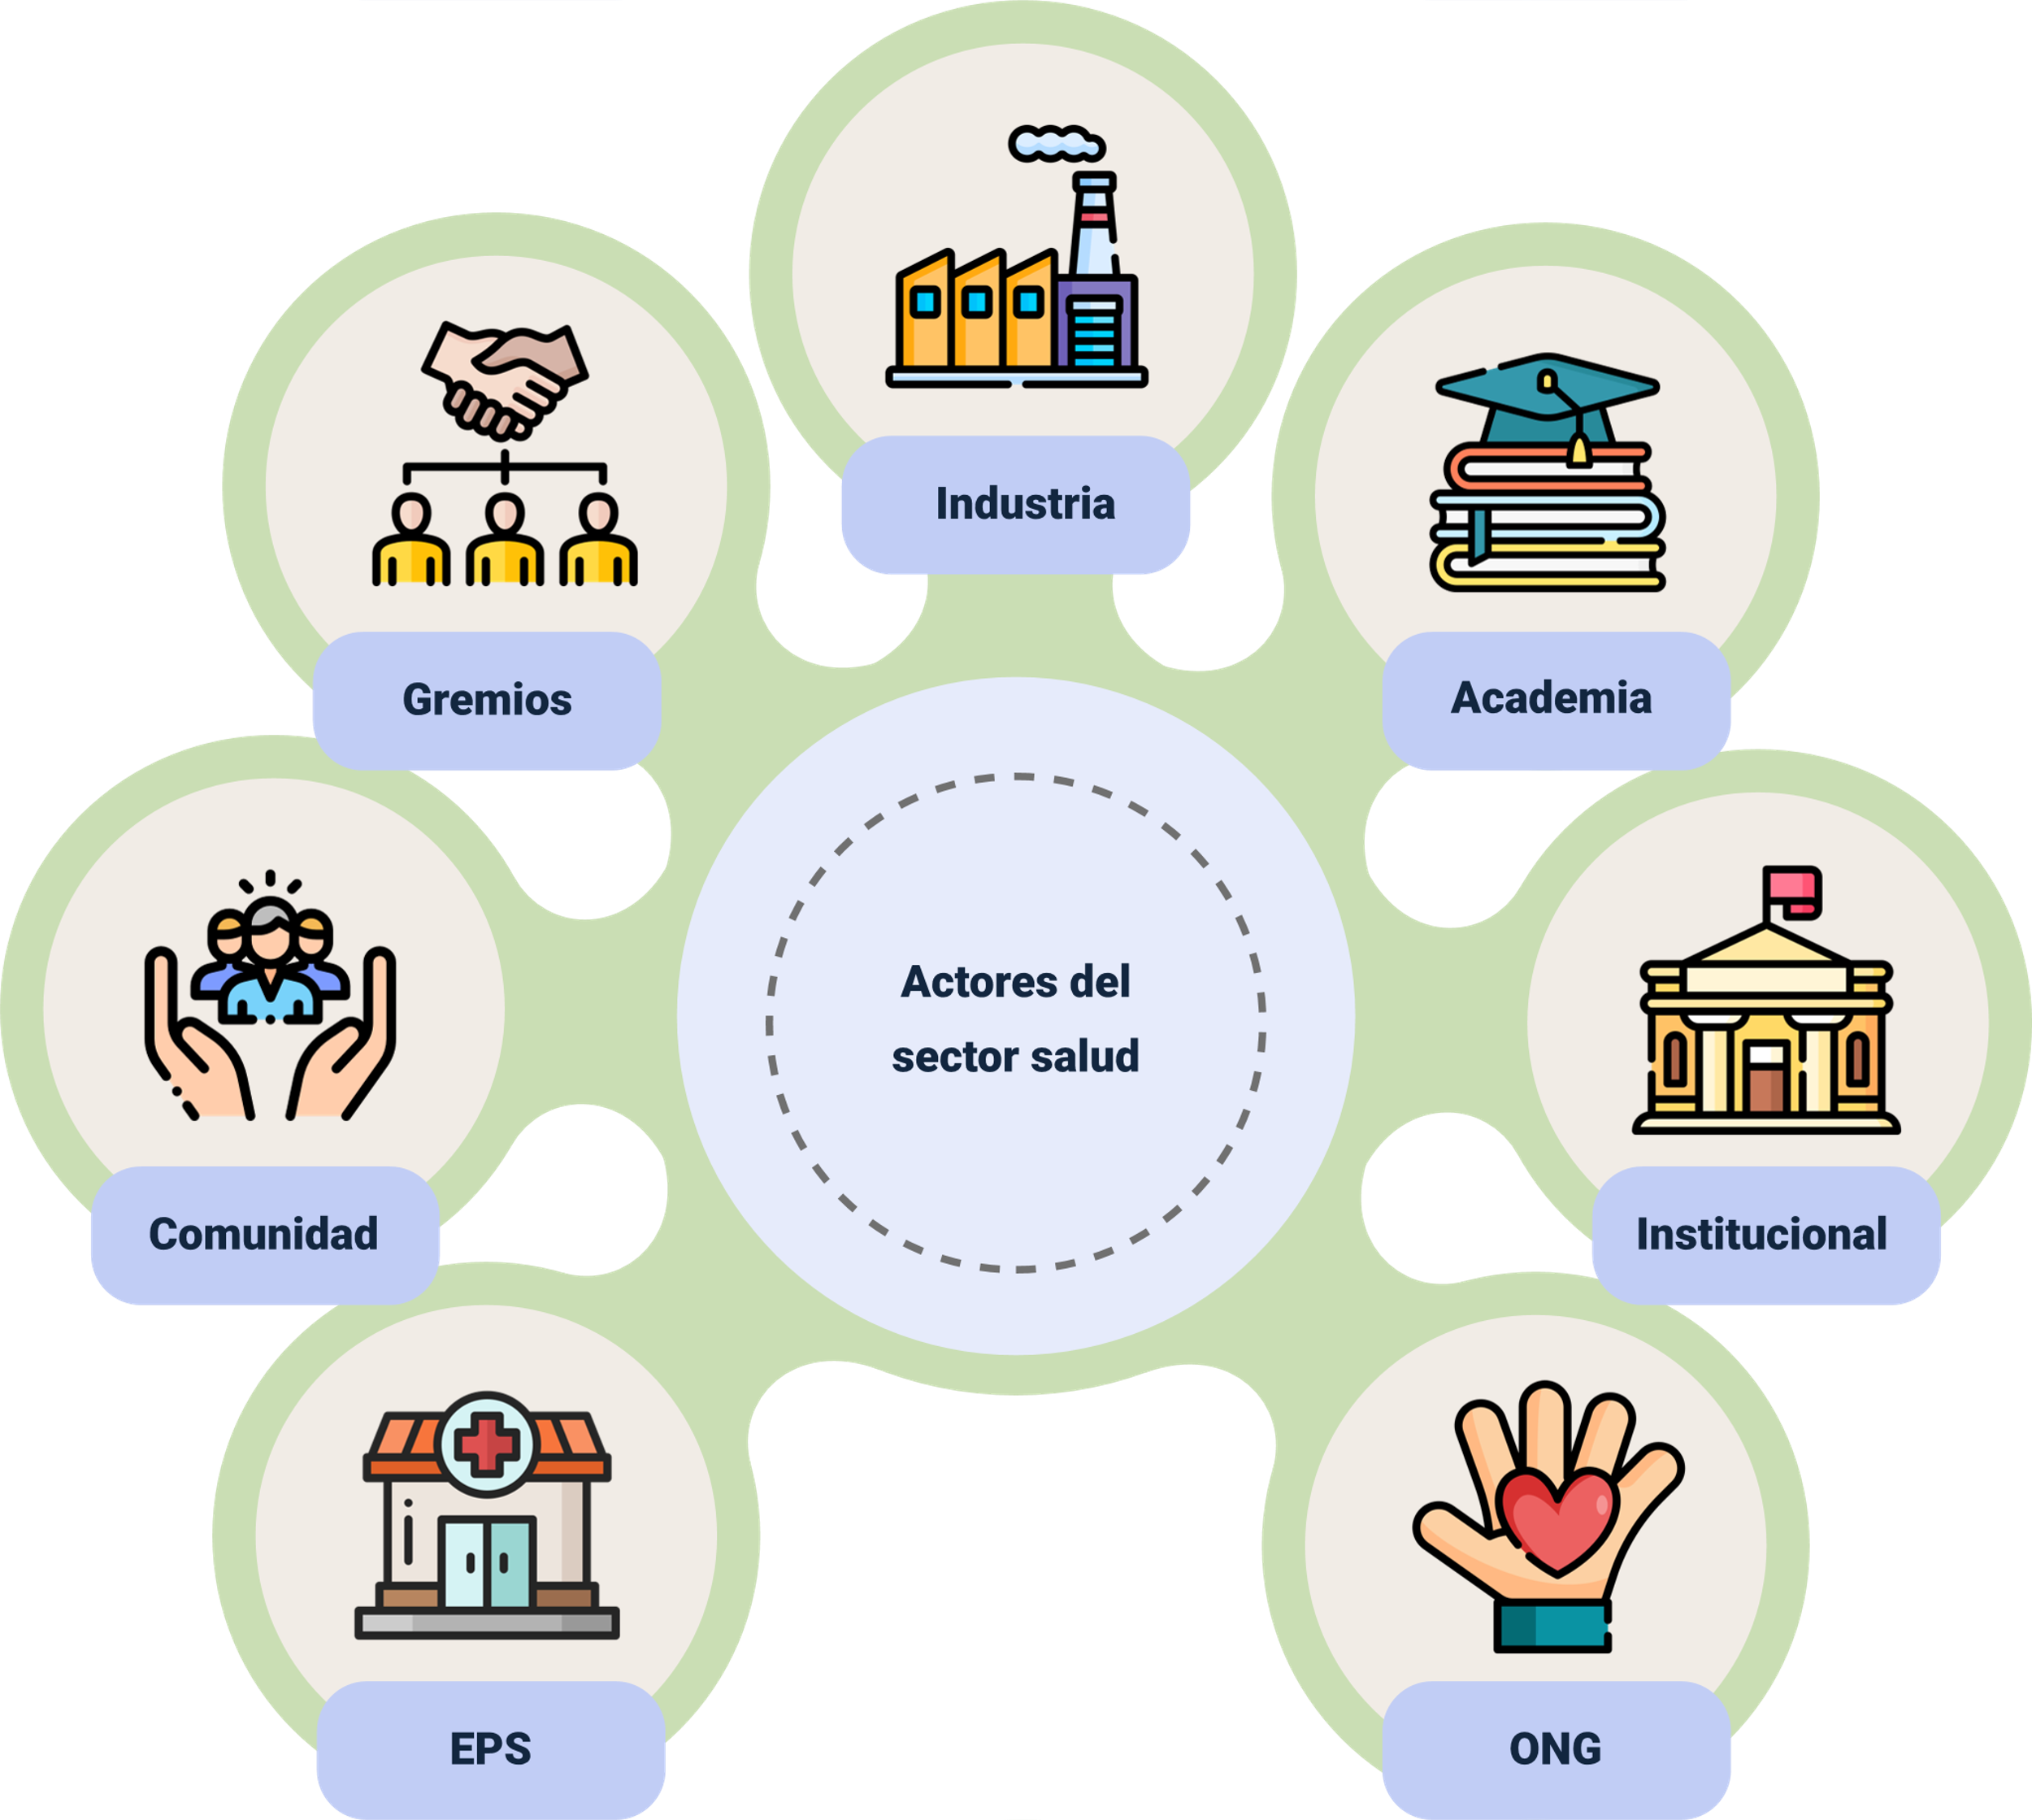 Industria
Gremios
Academia
Actores del
sector salud
Comunidad
Institucional
EPS
ONG